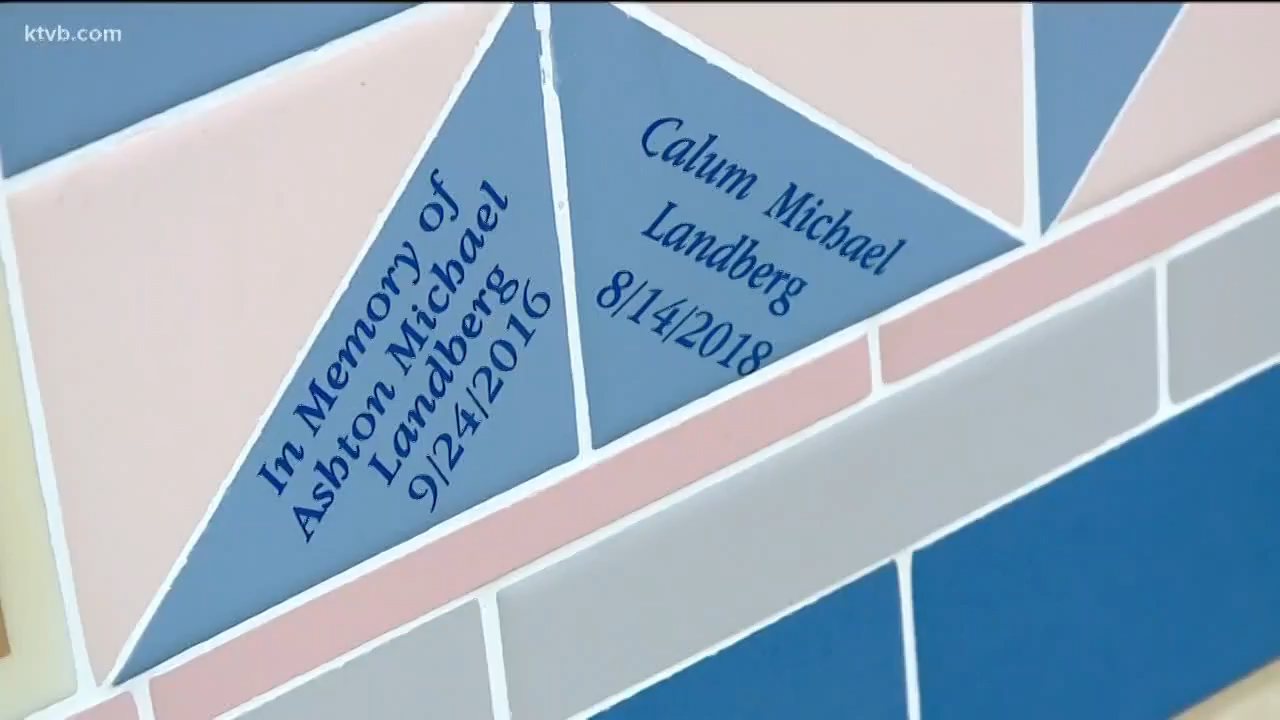 ktvb.com
In Memory of
Ashton Michael
Landberg
9/24/2016
Calum Michael
Landberg
8/14/2018